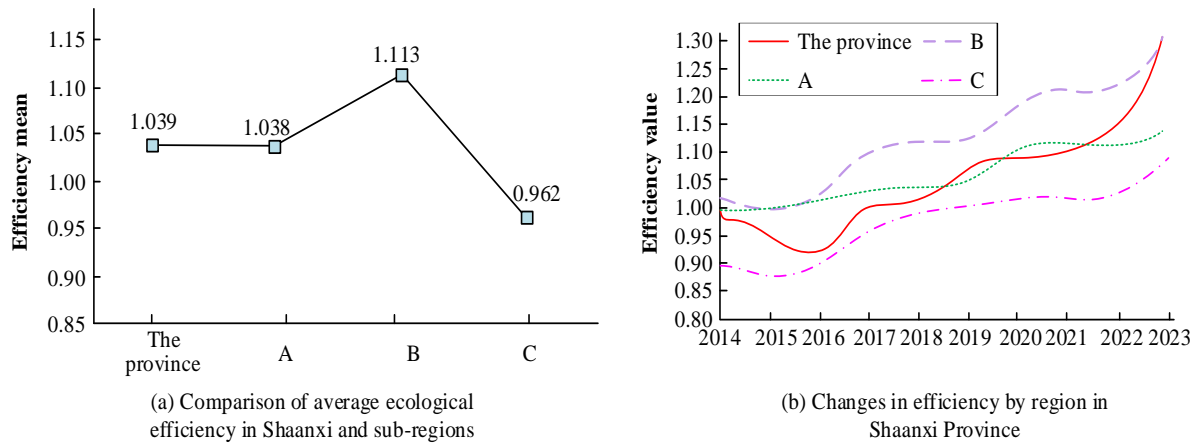 1.15
1.10
1.05
1.00
0.95
0.90
0.85
Efficiency mean
1.039
1.038
1.113
0.962
The
province
A
B
C
(a) Comparison of average ecological
efficiency in Shaanxi and sub-regions
1.30
1.25
1.20
1.15
1.10
1.05
1.00
0.95
0.90
0.85
0.80
Efficiency value
The province
B
A
C
2014 2015 2016 2017 2018 2019 2020 2021 2022 2023
(b) Changes in efficiency by region in
Shaanxi Province